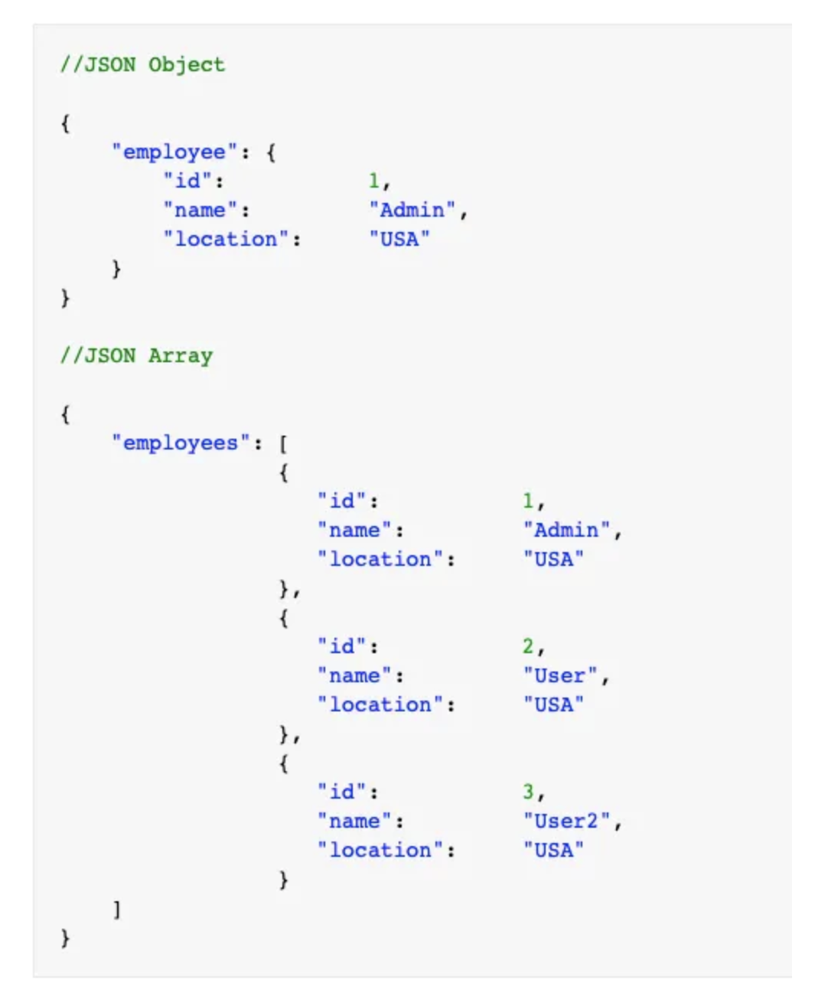 //JSON Object
{
"employee": {
"id": 1,
"name": "Admin",
"location": "USA"
}
}
//JSON Array
{
"employees": [
{
"id": 1,
"name": "Admin",
"location": "USA"
},
{
"id": 2,
"name": "User",
"location": "USA"
},
{
"id": 3,
"name": "User2",
"location": "USA"
}
]
}